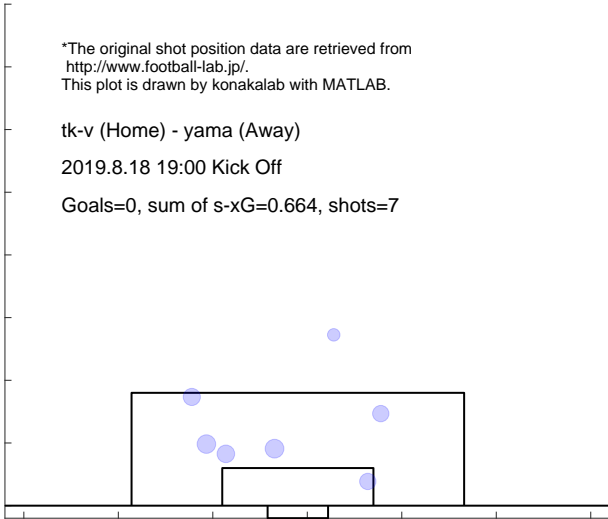 *The original shot position data are retrieved from
http://www.football-lab.jp/.
This plot is drawn by konakalab with MATLAB.
tk-v (Home) - yama (Away)
2019.8.18 19:00 Kick Off
Goals=0, sum of s-xG=0.664, shots=7